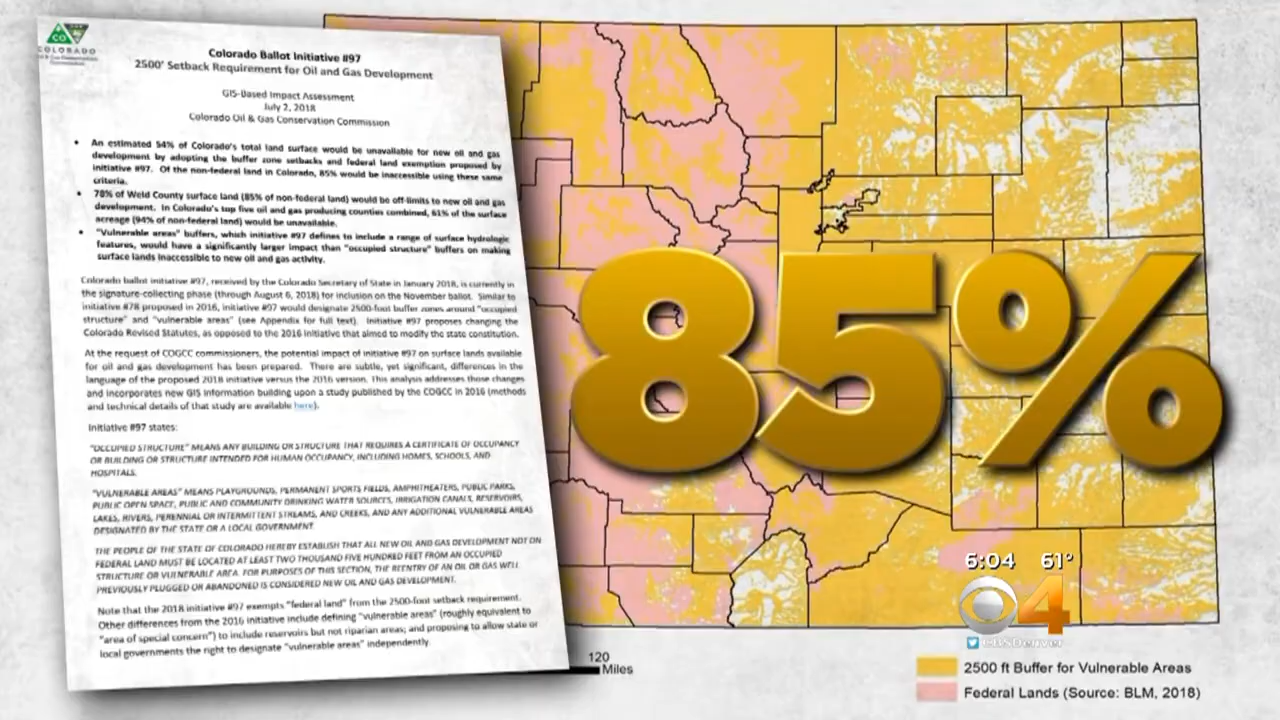 CO
COLORADO
Colorado Ballot Initiative #97
2500' Setback Requirement for Oil and Gas Development
GIS-Based Impact Assessment
July 2, 2018
Colorado Oil & Gas Conservation Commission
• An estimated 54% of Colorado's total land surface would be unavailable for new oil and gas
development by adopting the buffer zone setbacks and federal land exemption proposed by
initiative #97. Of the non-federal land in Colorado, 85% would be inaccessible using these same
criteria.
• 78% of Weld County surface land (85% of non-federal land) would be off-limits to new oil and gas
development. In Colorado's top five oil and gas producing counties combined, 61% of the surface
acreage (94% of non-federal land) would be unavailable.
• "Vulnerable areas" buffers, which initiative #97 defines to include a range of surface hydrologic
features, would have a significantly larger impact than "occupied structure" buffers on making
surface lands inaccessible to new oil and gas activity.
Colorado ballot initiative #97, received by the Colorado Secretary of State in January 2018, is currently in
the signature-collecting phase (through August 6, 2018) for inclusion on the November ballot. Similar to
initiative #78 proposed in 2016, initiative #97 would designate 2500-foot buffer zones around "occupied
structure" and "vulnerable areas" (see Appendix for full text). Initiative #97 proposes changing the
Colorado Revised Statutes, as opposed to the 2016 initiative that aimed to modify the state constitution.
At the request of COGCC commissioners, the potential impact of initiative #97 on surface lands available
for oil and gas development has been prepared. There are subtle, yet significant, differences in the
language of the proposed 2018 initiative versus the 2016 version. This analysis addresses those changes
and incorporates new GIS information building upon a study published by the COGCC in 2016 (methods
and technical details of that study are available here).
Initiative #97 states:
"OCCUPIED STRUCTURE" MEANS ANY BUILDING OR STRUCTURE THAT REQUIRES A CERTIFICATE OF OCCUPANCY
OR BUILDING OR STRUCTURE INTENDED FOR HUMAN OCCUPANCY, INCLUDING HOMES, SCHOOLS, AND
HOSPITALS.
"VULNERABLE AREAS" MEANS PLAYGROUNDS, PERMANENT SPORTS FIELDS, AMPHITHEATERS, PUBLIC PARKS,
PUBLIC OPEN SPACE, PUBLIC AND COMMUNITY DRINKING WATER SOURCES, IRRIGATION CANALS, RESERVOIRS,
LAKES, RIVERS, PERENNIAL OR INTERMITTENT STREAMS, AND CREEKS, AND ANY ADDITIONAL VULNERABLE AREAS
DESIGNATED BY THE STATE OR A LOCAL GOVERNMENT.
THE PEOPLE OF THE STATE OF COLORADO HEREBY ESTABLISH THAT ALL NEW OIL AND GAS DEVELOPMENT NOT ON
FEDERAL LAND MUST BE LOCATED AT LEAST TWO THOUSAND FIVE HUNDRED FEET FROM AN OCCUPIED
STRUCTURE OR VULNERABLE AREA. FOR PURPOSES OF THIS SECTION, THE REENTRY OF AN OIL OR GAS WELL
PREVIOUSLY PLUGGED OR ABANDONED IS CONSIDERED NEW OIL AND GAS DEVELOPMENT.
Note that the 2018 initiative #97 exempts "federal land" from the 2500-foot setback requirement.
Other differences from the 2016 initiative include defining "vulnerable areas" (roughly equivalent to
"area of special concern") to include reservoirs but not riparian areas; and proposing to allow state or
local governments the right to designate "vulnerable areas" independently.
85%
6:04 61°
4
CBSDenver
120
Miles
2500 ft Buffer for Vulnerable Areas
Federal Lands (Source: BLM, 2018)